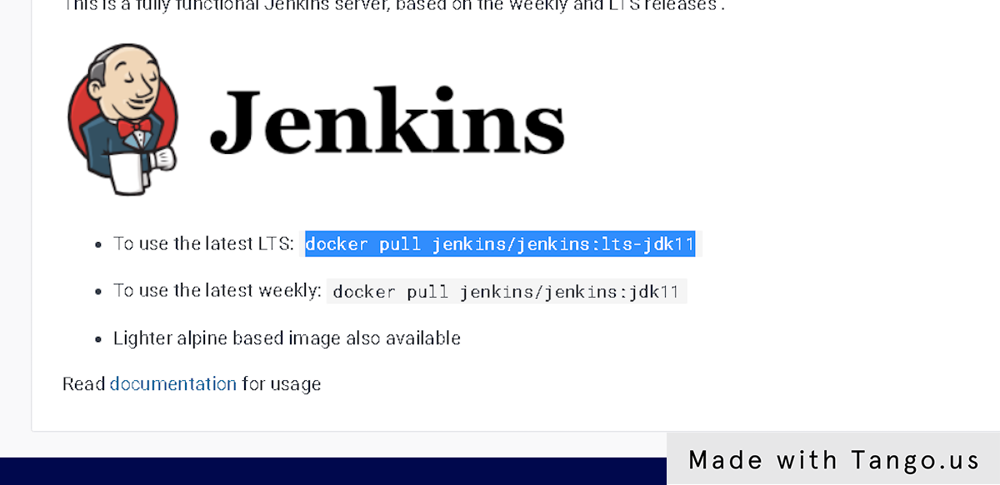 This is a fully functional Jenkins server, based on the weekly and LTS releases .
Jenkins
To use the latest LTS: docker pull jenkins/jenkins:lts-jdk11
To use the latest weekly: docker pull jenkins/jenkins:jdk11
Lighter alpine based image also available
Read documentation for usage
Made with Tango.us